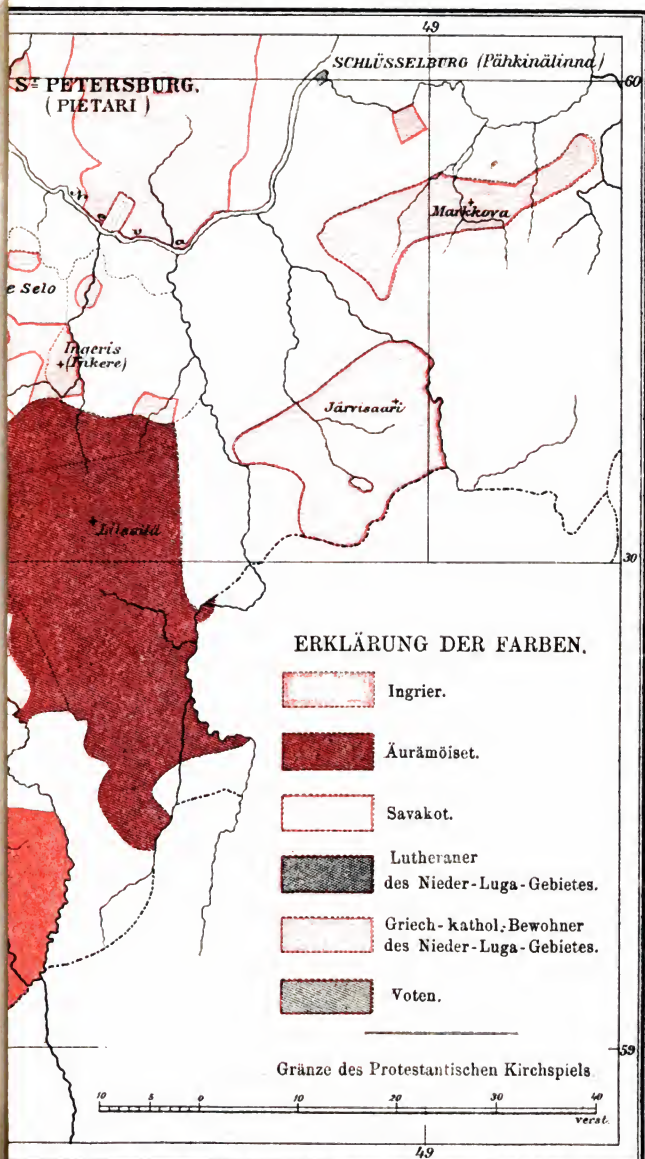 49
SCHLÜSSELBURG (Pähkinälinna)
60
ST PETERSBURG.
(PIETARI)
N
e
v
a
Markkova
e Selo
Ingeris
(Inkere)
Järvisaari
Liissilä
30
ERKLÄRUNG DER FARBEN.
Ingrier.
Äurämöiset.
Savakot.
Lutheraner
des Nieder-Luga-Gebietes.
Griech-kathol.-Bewohner
des Nieder-Luga-Gebietes.
Voten.
59
Gränze des Protestantischen Kirchspiels
10 5 0 10 20 30 40
verst.
49